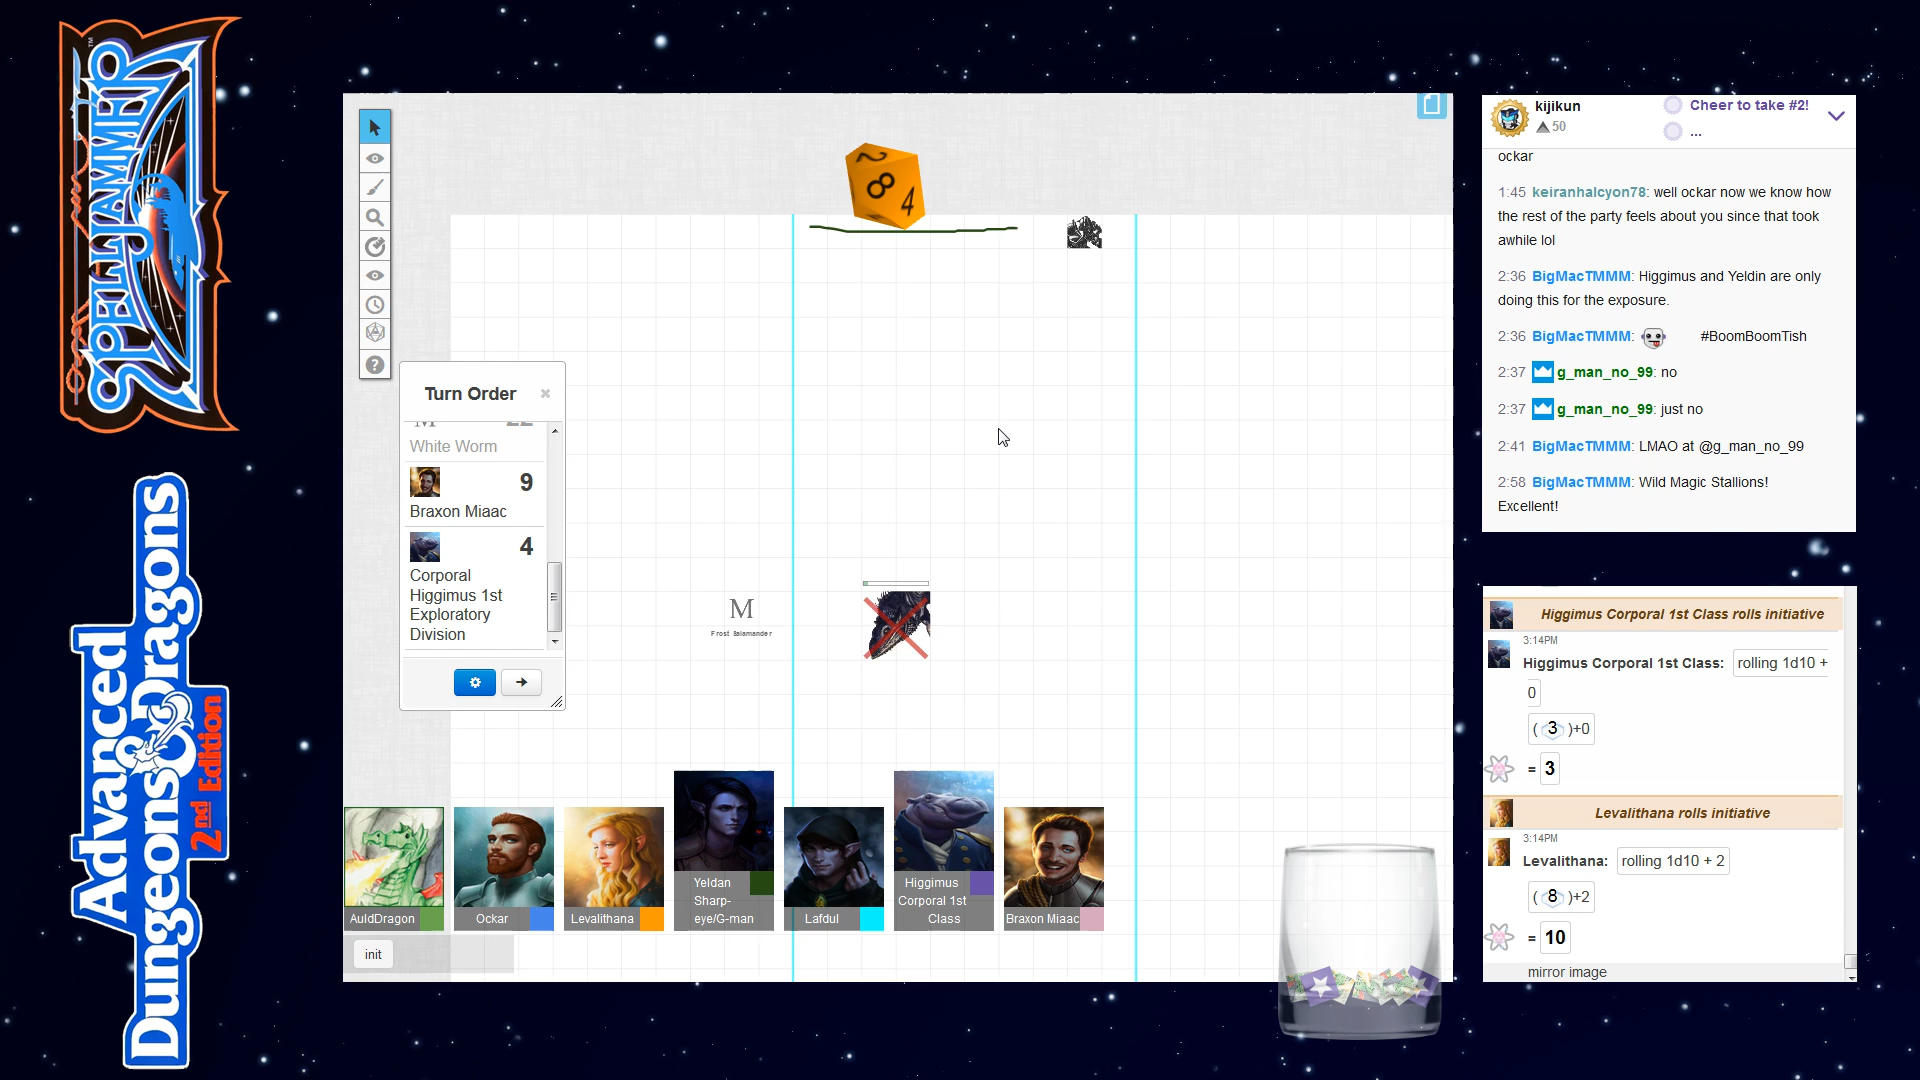 SPELLJAMMER™
Advanced
Dungeons & Dragons
2nd Edition
2
8
4
Turn Order ×
M 22
White Worm
9
Braxon Miaac
4
Corporal
Higgimus 1st
Exploratory
Division
M
Frost Salamander
AuldDragon
Ockar
Levalithana
Yeldan
Sharp-
eye/G-man
Lafdul
Higgimus
Corporal 1st
Class
Braxon Miaac
init
kijikun
50
Cheer to take #2!
...
ockar
1:45 keiranhalcyon78: well ockar now we know how
the rest of the party feels about you since that took
awhile lol
2:36 BigMacTMMM: Higgimus and Yeldin are only
doing this for the exposure.
2:36 BigMacTMMM: #BoomBoomTish
2:37 g_man_no_99: no
2:37 g_man_no_99: just no
2:41 BigMacTMMM: LMAO at @g_man_no_99
2:58 BigMacTMMM: Wild Magic Stallions!
Excellent!
Higgimus Corporal 1st Class rolls initiative
3:14PM
Higgimus Corporal 1st Class: rolling 1d10 +
0
(3)+0
= 3
Levalithana rolls initiative
3:14PM
Levalithana: rolling 1d10 + 2
(8)+2
= 10
mirror image